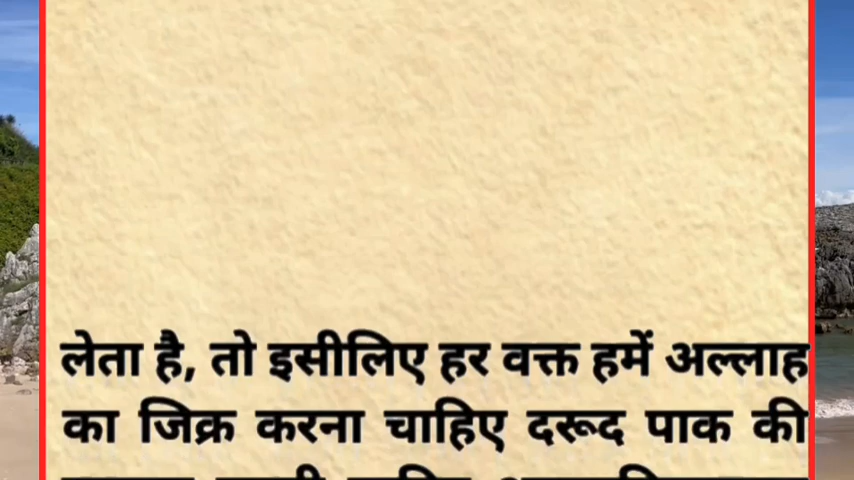 लेता है, तो इसीलिए हर वक्त हमें अल्लाह
का जिक्र करना चाहिए दरूद पाक की